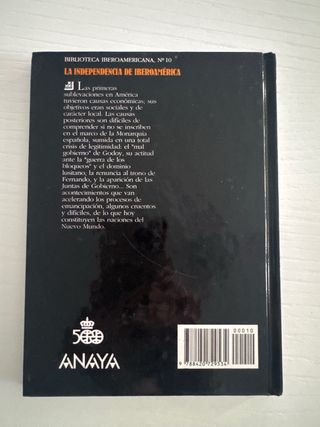 BIBLIOTECA IBEROAMERICANA, Nº 10
LA INDEPENDENCIA DE IBEROAMÉRICA
Las primeras
sublevaciones en América
tuvieron causas económicas; sus
objetivos eran sociales y de
carácter local. Las causas
posteriores son difíciles de
comprender si no se inscriben
en el marco de la Monarquía
española, sumida en una total
crisis de legitimidad: el "mal
gobierno" de Godoy, su actitud
ante la "guerra de los
bloqueos" y el dominio
lusitano, la renuncia al trono de
Fernando, y la aparición de las
Juntas de Gobierno... Son
acontecimientos que van
acelerando los procesos de
emancipación, algunos cruentos y
difíciles, de lo que hoy
constituyen las naciones del
Nuevo Mundo.
500
ANAYA
00010
9 788420 729534